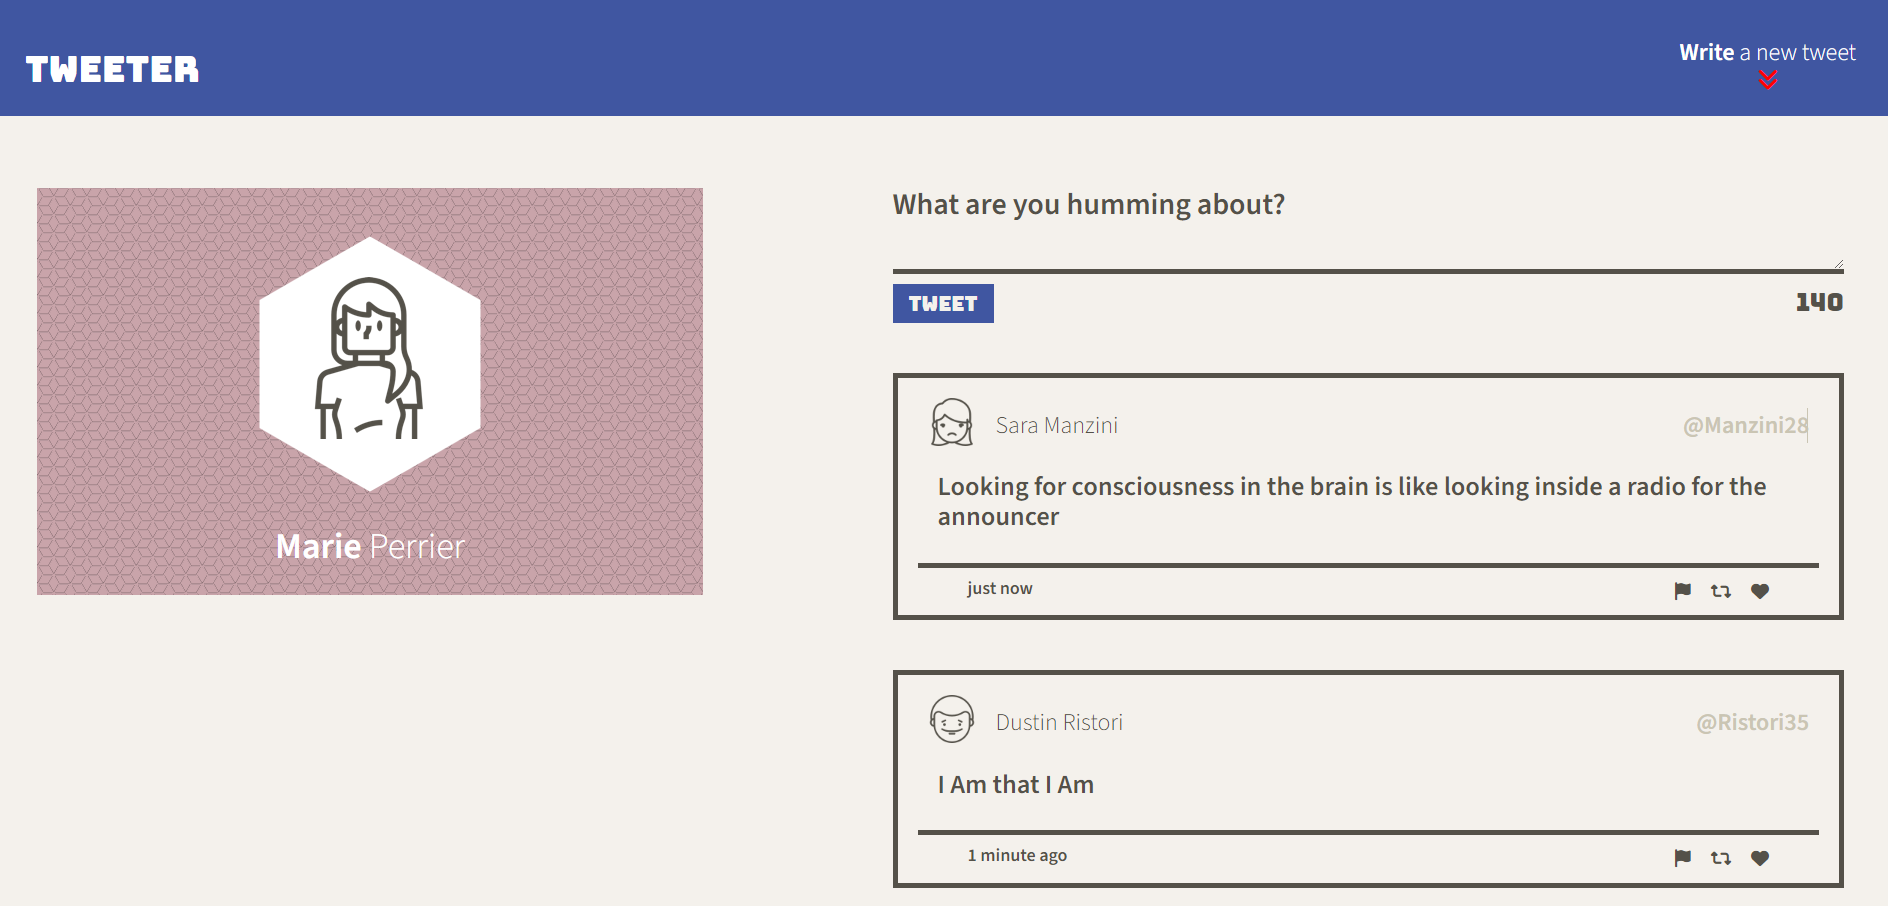 TWEETER
Write a new tweet
Marie Perrier
What are you humming about?
TWEET
140
Sara Manzini
@Manzini28
Looking for consciousness in the brain is like looking inside a radio for the
announcer
just now
Dustin Ristori
@Ristori35
I Am that I Am
1 minute ago